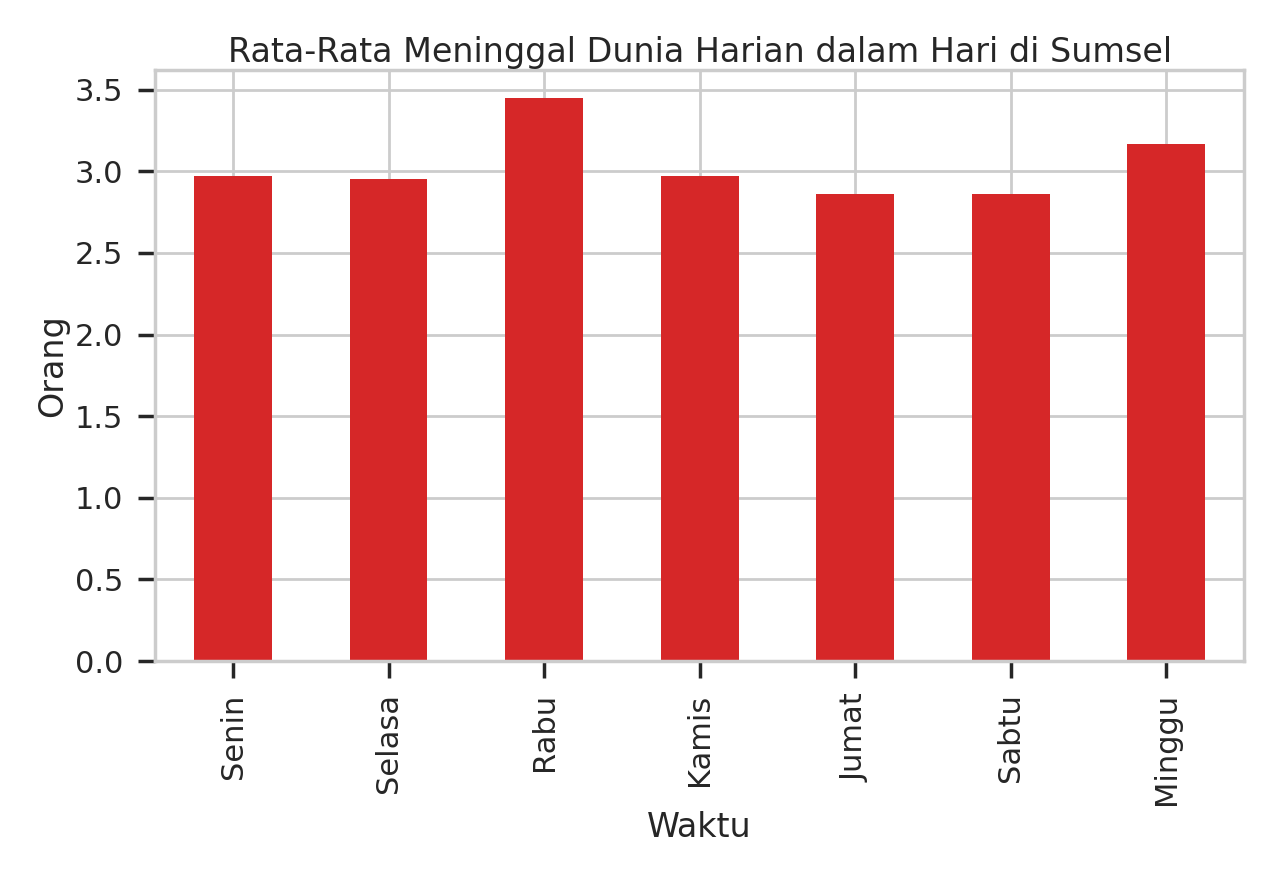 Rata-Rata Meninggal Dunia Harian dalam Hari di Sumsel
3.5
3.0
2.5
2.0
1.5
1.0
0.5
0.0
Orang
Senin
Selasa
Rabu
Kamis
Jumat
Sabtu
Minggu
Waktu